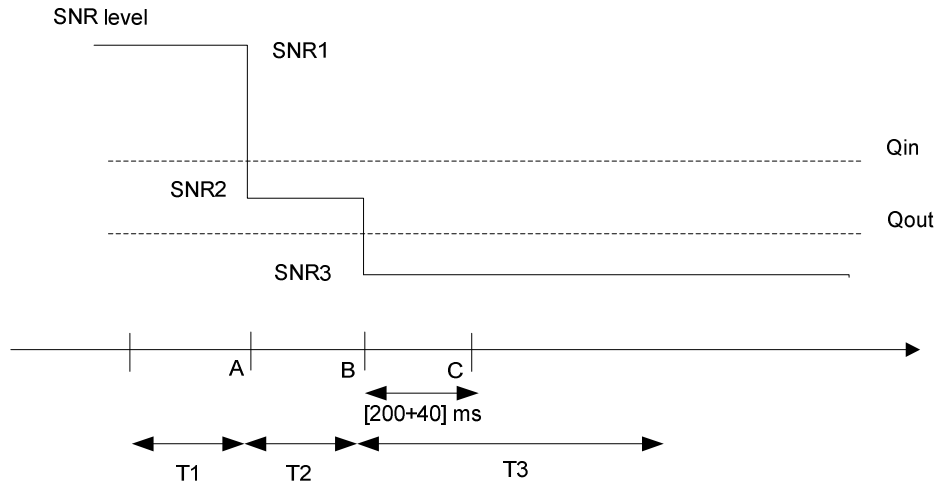 SNR level
SNR1
Qin
SNR2
Qout
SNR3
A
B
C
[200+40] ms
T1
T2
T3